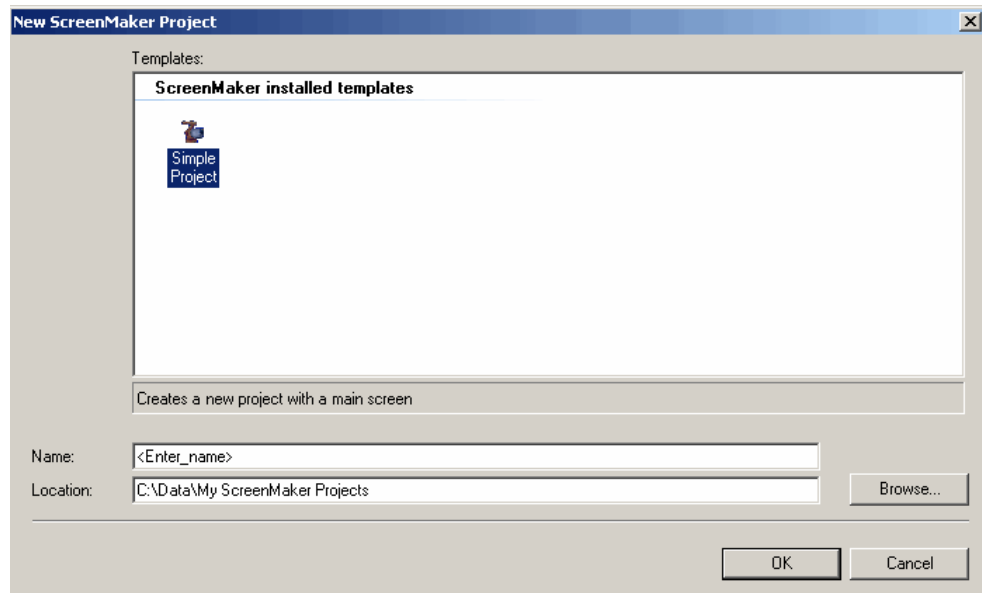 New ScreenMaker Project
Templates:
ScreenMaker installed templates
Simple
Project
Creates a new project with a main screen
Name:
<Enter_name>
Location:
C:\Data\My ScreenMaker Projects
Browse...
OK
Cancel